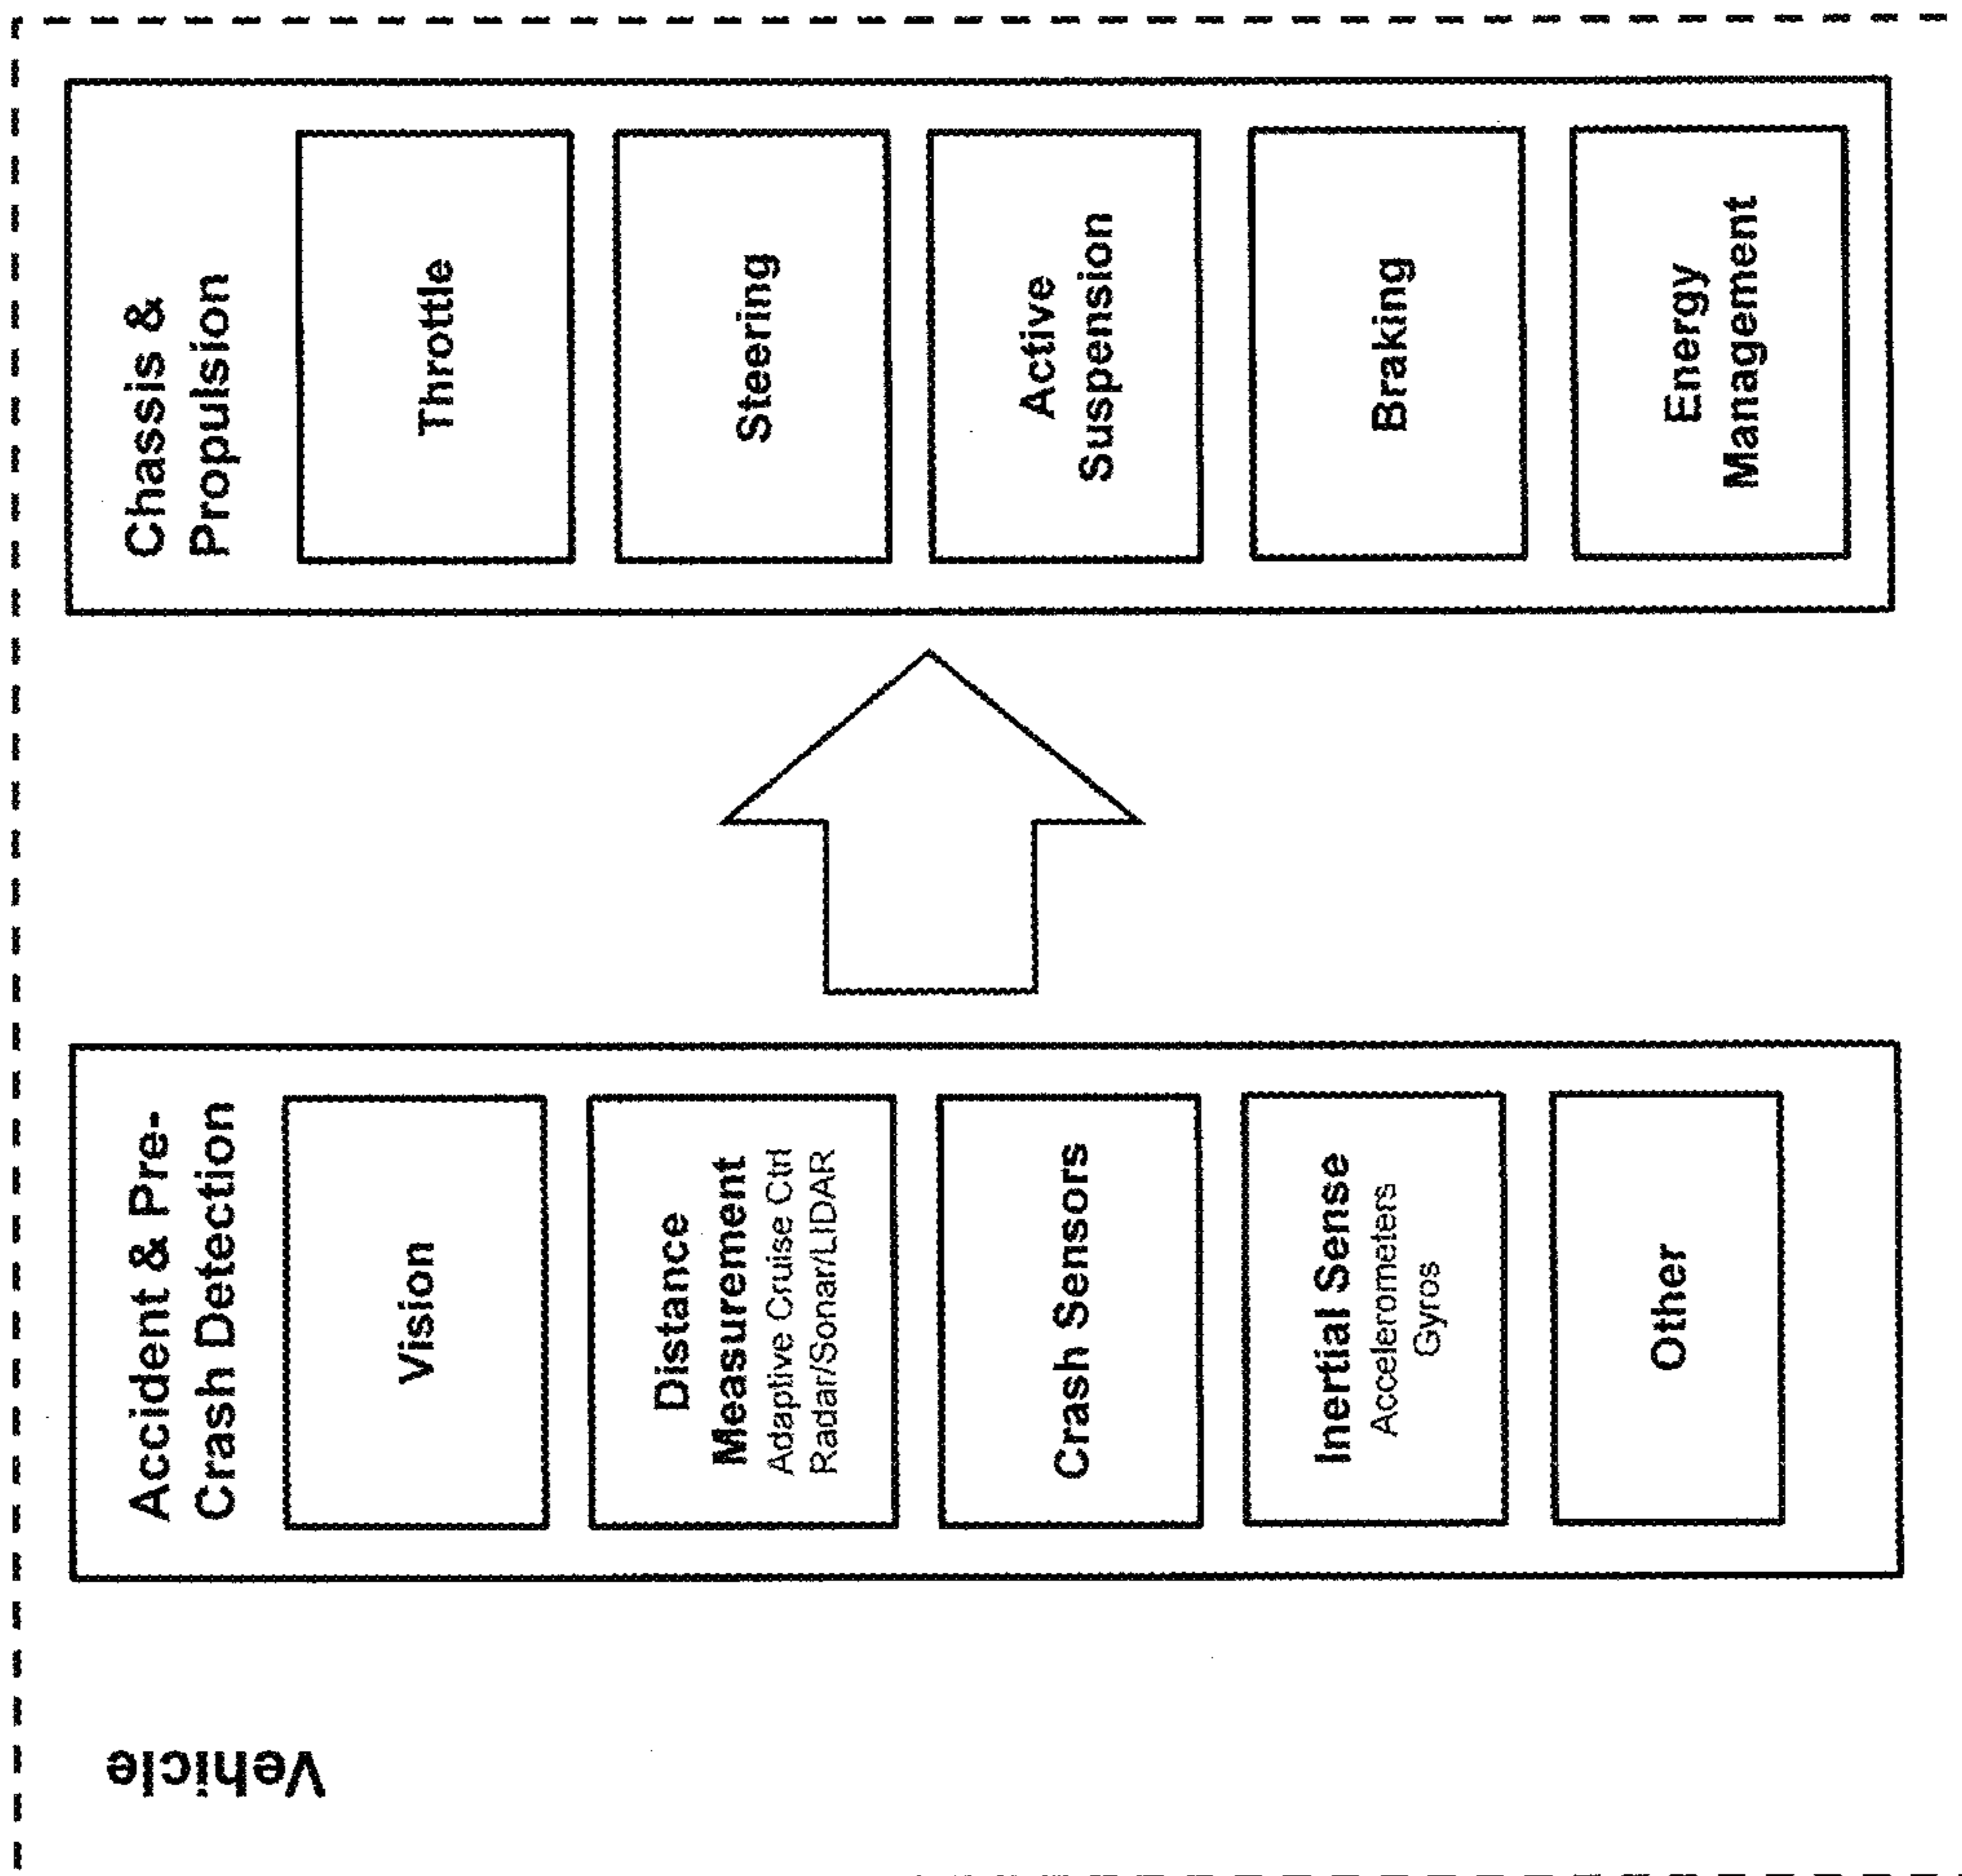 Vehicle
Accident & Pre-
Crash Detection
Vision
Distance
Measurement
Adaptive Cruise Ctrl
Radar/Sonar/LIDAR
Crash Sensors
Inertial Sense
Accelerometers
Gyros
Other
Chassis &
Propulsion
Throttle
Steering
Active
Suspension
Braking
Energy
Management